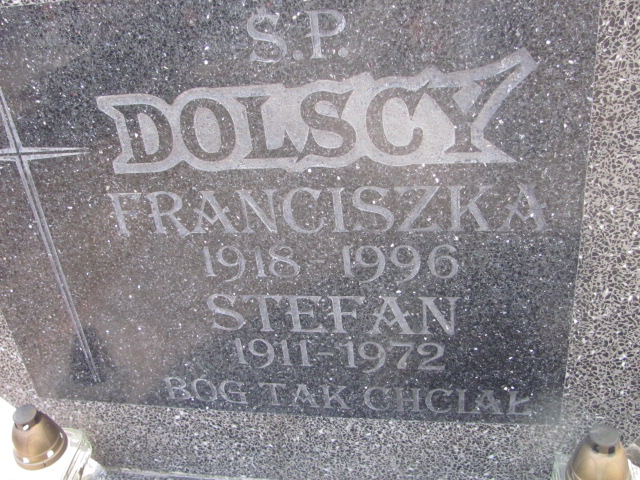 Ś.P.
DOLSCY
FRANCISZKA
1918-1996
STEFAN
1911-1972
BÓG TAK CHCIAŁ